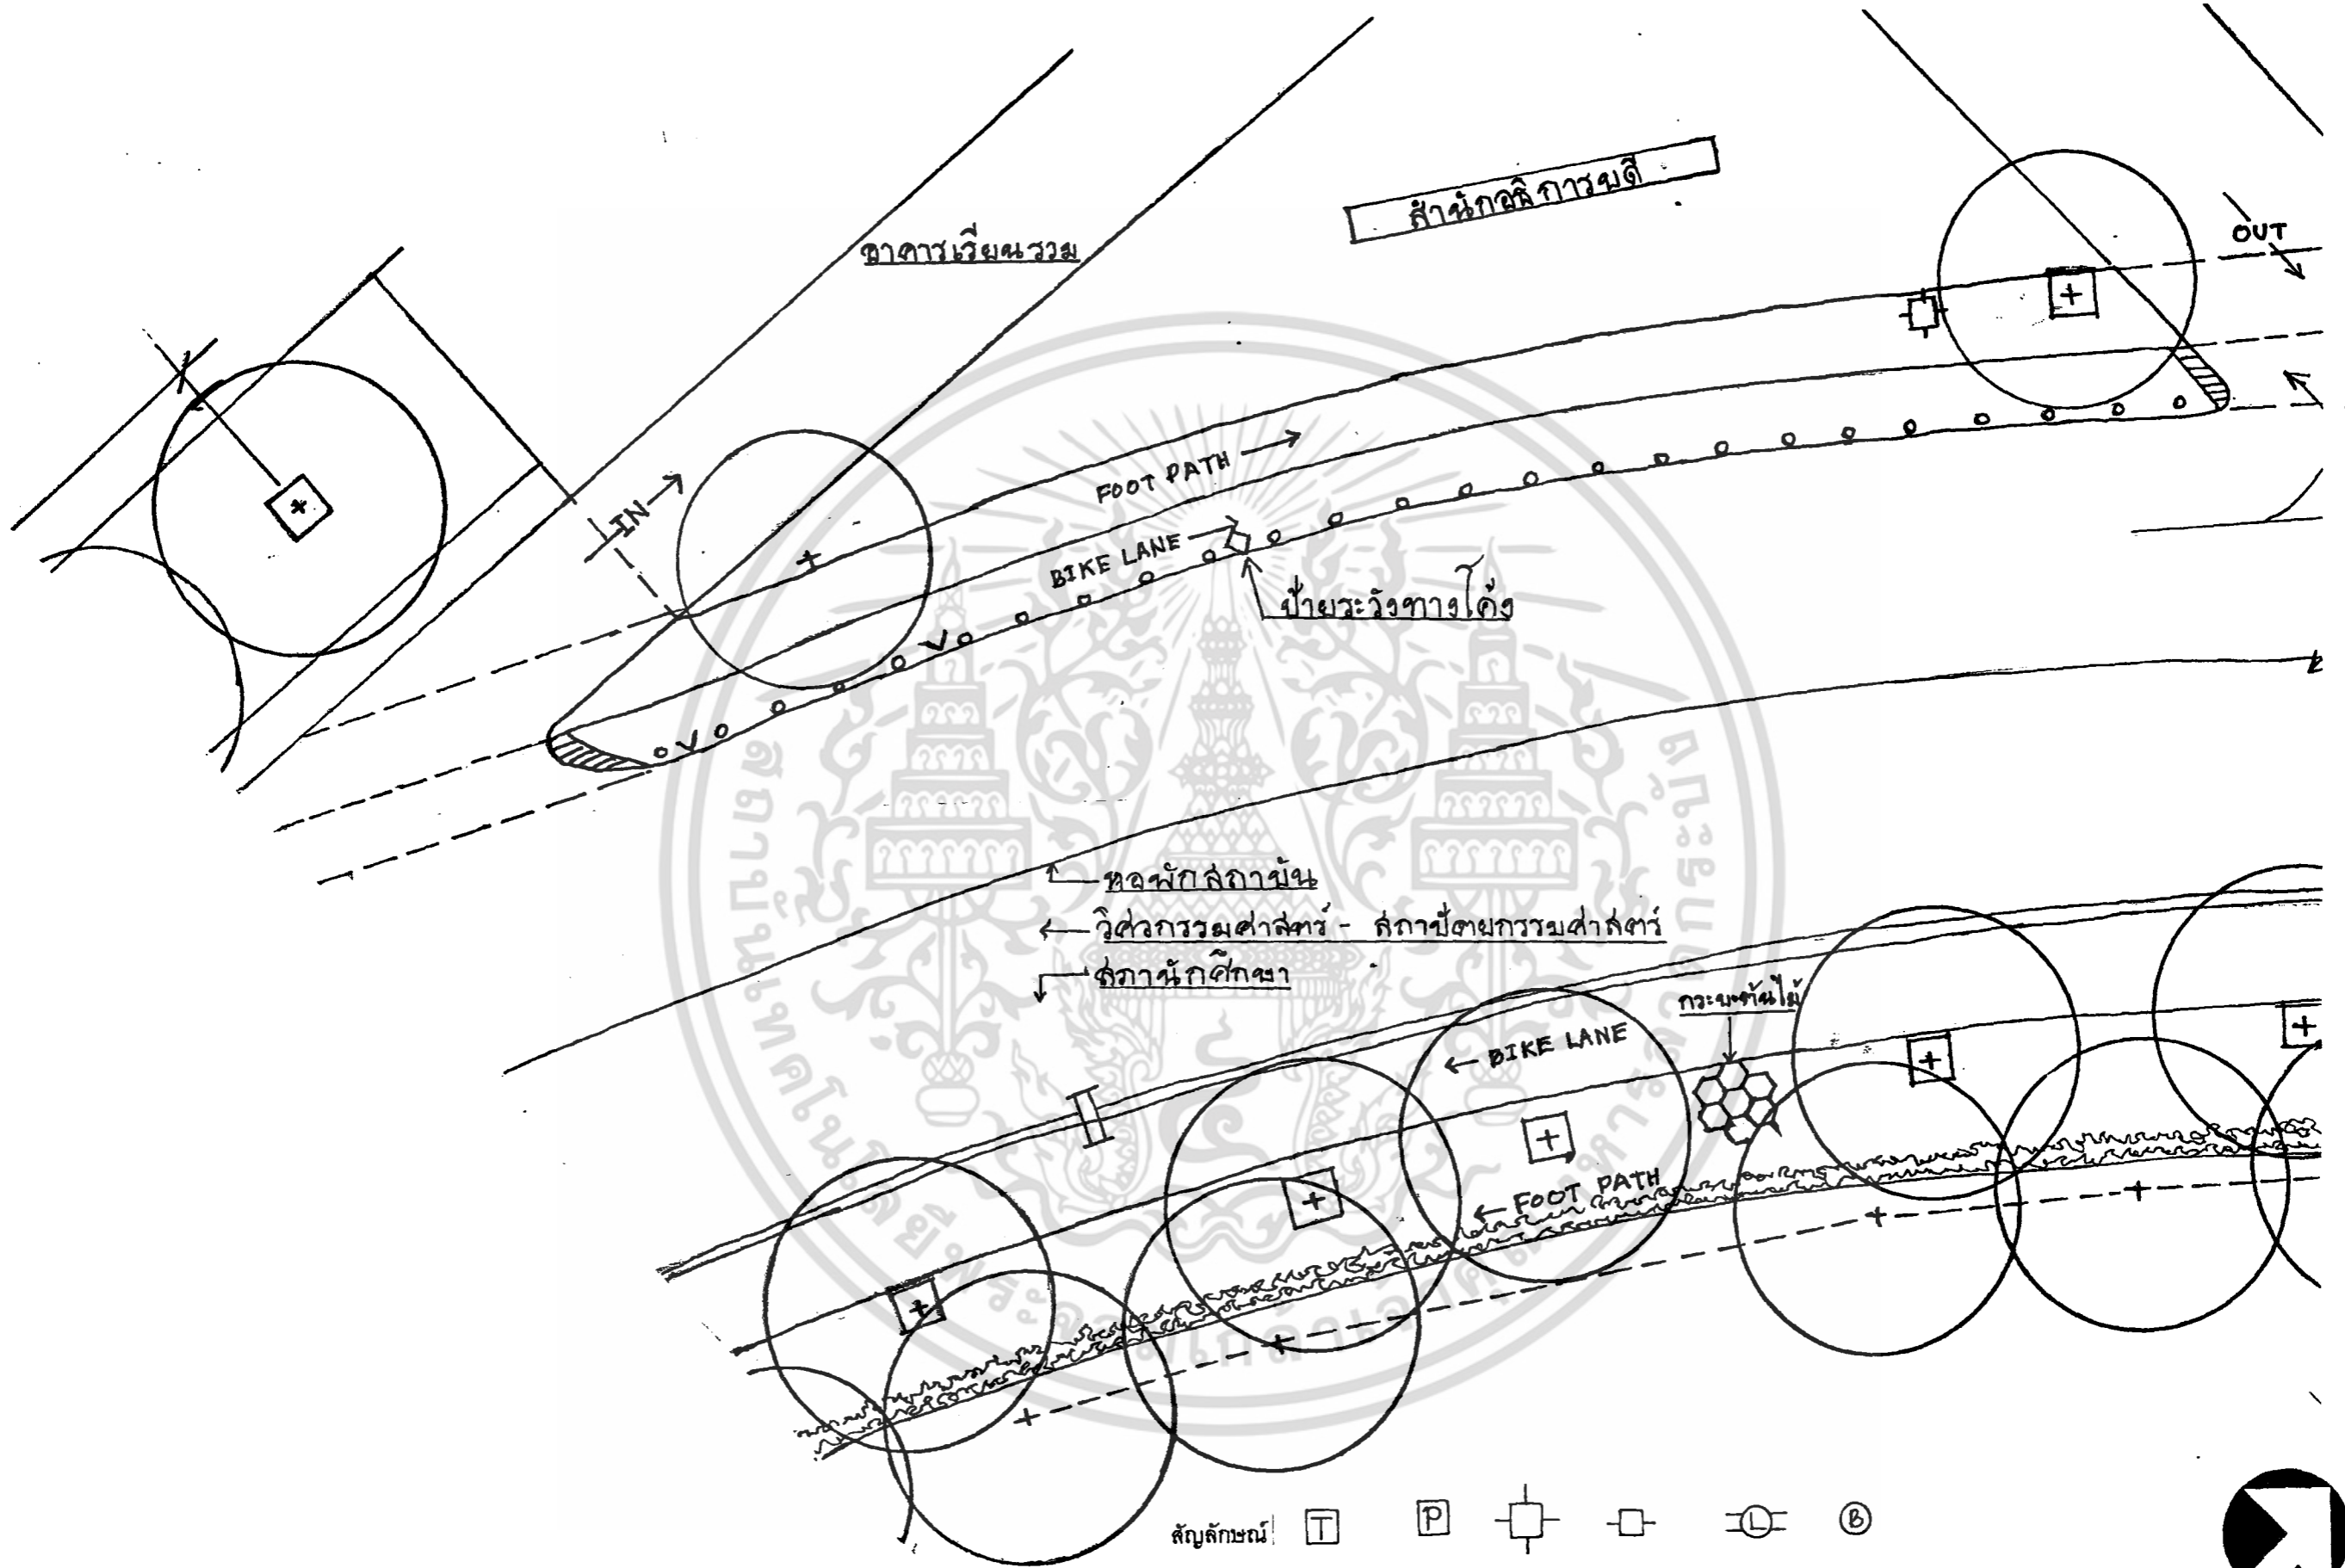 สำนักอธิการบดี
OUT
อาคารเรียนรวม
IN
FOOT PATH
BIKE LANE
ป้ายระวังทางโค้ง
หอพักสถาบัน
วิศวกรรมศาสตร์ - สถาปัตยกรรมศาสตร์
สภานักศึกษา
กระบะต้นไม้
BIKE LANE
FOOT PATH
สัญลักษณ์ T P L B